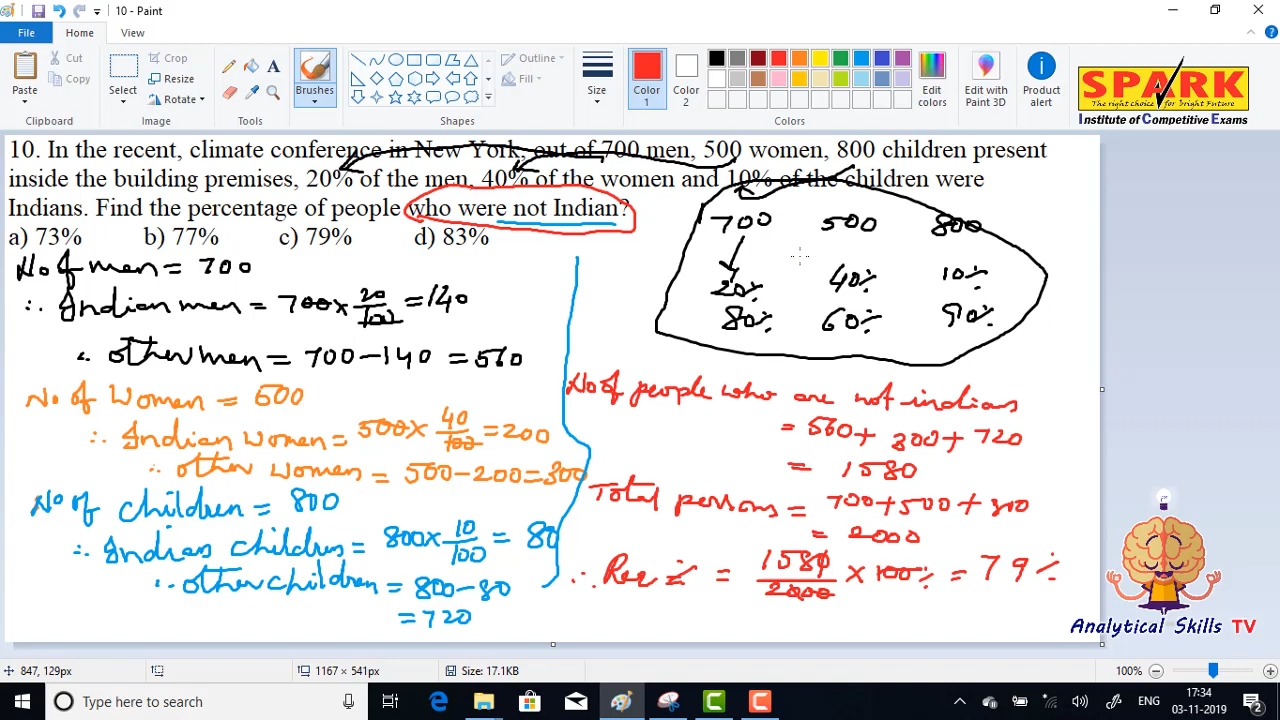 10 - Paint
File Home View
Paste
Cut
Copy
Clipboard
Select
Crop
Resize
Rotate
Image
Tools
Brushes
Shapes
Outline
Fill
Size
Color 1
Color 2
Colors
Edit colors
Edit with Paint 3D
Product alert
SPARK
The right choice for Bright Future
Institute of Competitive Exams
10. In the recent, climate conference in New York, out of 700 men, 500 women, 800 children present
inside the building premises, 20% of the men, 40% of the women and 10% of the children were
Indians. Find the percentage of people who were not Indian?
a) 73% b) 77% c) 79% d) 83%
700 500 800
20% 40% 10%
80% 60% 90%
No of men = 700
∴ Indian men = 700 × 20/100 = 140
∴ other men = 700 - 140 = 560
No of women = 500
∴ Indian women = 500 × 40/100 = 200
∴ other women = 500 - 200 = 300
No of children = 800
∴ Indians children = 800 × 10/100 = 80
∴ other children = 800 - 80
= 720
No of people who are not indians
= 560 + 300 + 720
= 1580
Total persons = 700 + 500 + 800
= 2000
∴ Req % = 1580/2000 × 100% = 79%
Analytical Skills TV
847, 129px
1167 × 541px
Size: 17.1KB
100%
Type here to search
ENG
17:34
03-11-2019
2